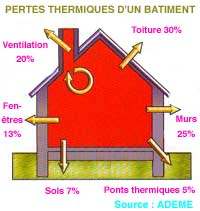 PERTES THERMIQUES D'UN BATIMENT
Toiture 30%
Ventilation
20%
Fen-
êtres
13%
Murs
25%
Sols 7%
Ponts thermiques 5%
Source : ADEME